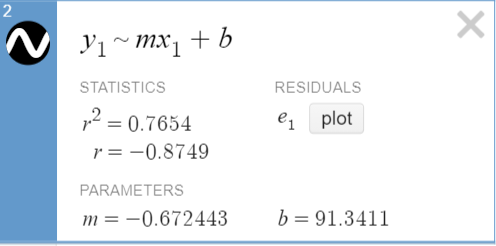 2
y₁ ~ mx₁ + b
STATISTICS RESIDUALS
r² = 0.7654 e₁ plot
r = −0.8749
PARAMETERS
m = −0.672443 b = 91.3411